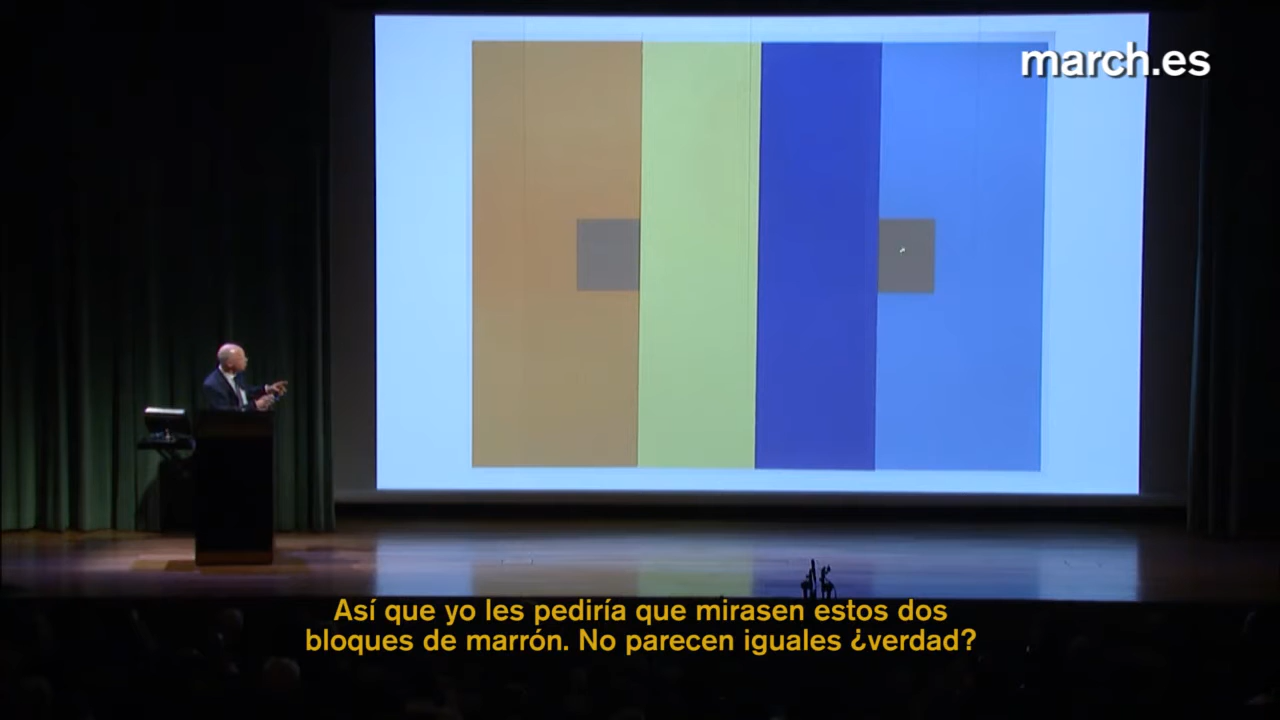 march.es
Así que yo les pediría que mirasen estos dos
bloques de marrón. No parecen iguales ¿verdad?